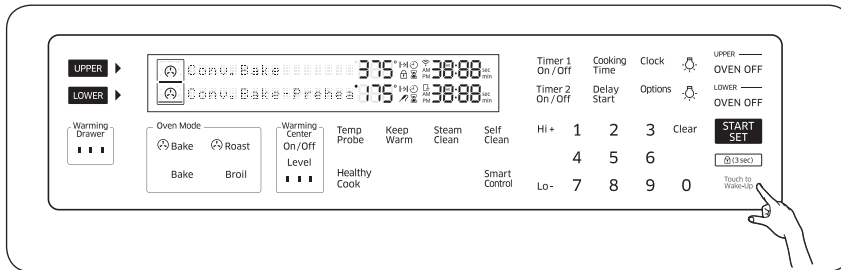 UPPER
LOWER
Conv. Bake 375° AM PM 38:88 sec min
Conv. Bake-Prehea 175° AM PM 38:88 sec min
Timer 1
On/Off
Cooking
Time
Clock
Timer 2
On/Off
Delay
Start
Options
UPPER
OVEN OFF
LOWER
OVEN OFF
Warming
Drawer
Oven Mode
Bake
Roast
Bake
Broil
Warming
Center
On/Off
Level
Temp
Probe
Keep
Warm
Steam
Clean
Self
Clean
Healthy
Cook
Smart
Control
Hi + 1 2 3 Clear
4 5 6
Lo - 7 8 9 0
START
SET
(3 sec)
Touch to
Wake-Up